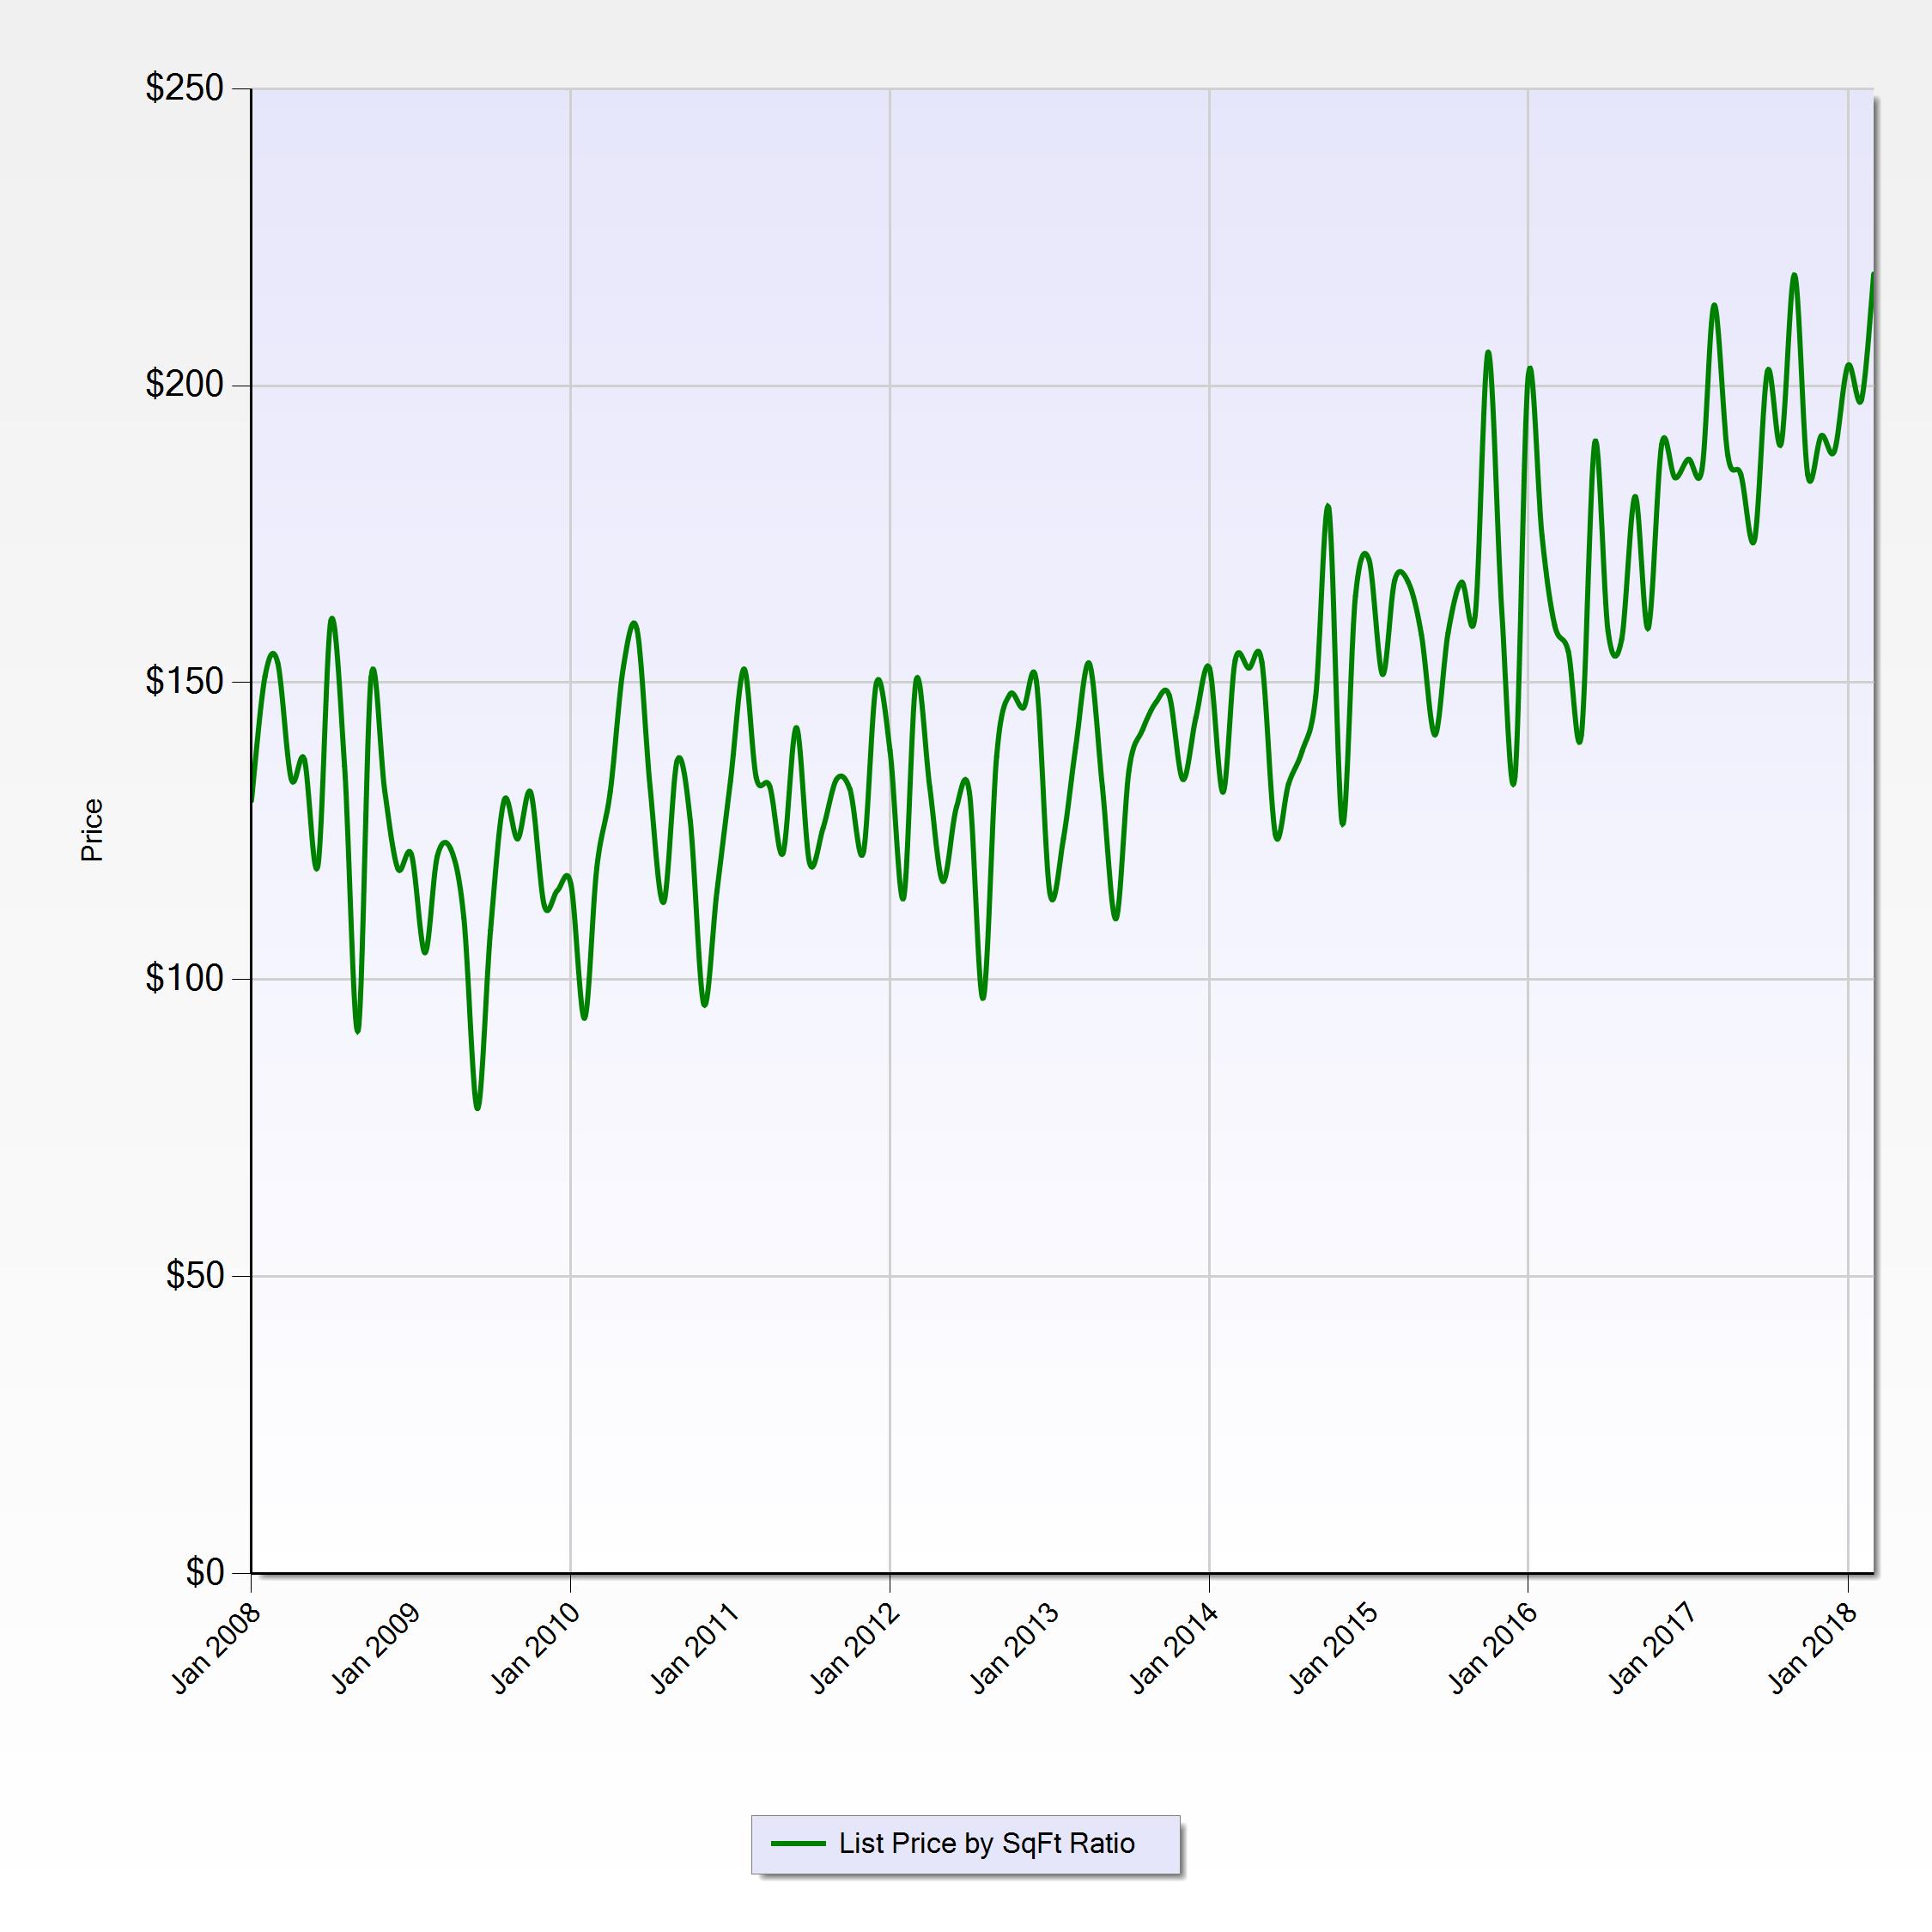 $250
$200
$150
$100
$50
$0
Price
Jan 2008
Jan 2009
Jan 2010
Jan 2011
Jan 2012
Jan 2013
Jan 2014
Jan 2015
Jan 2016
Jan 2017
Jan 2018
List Price by SqFt Ratio